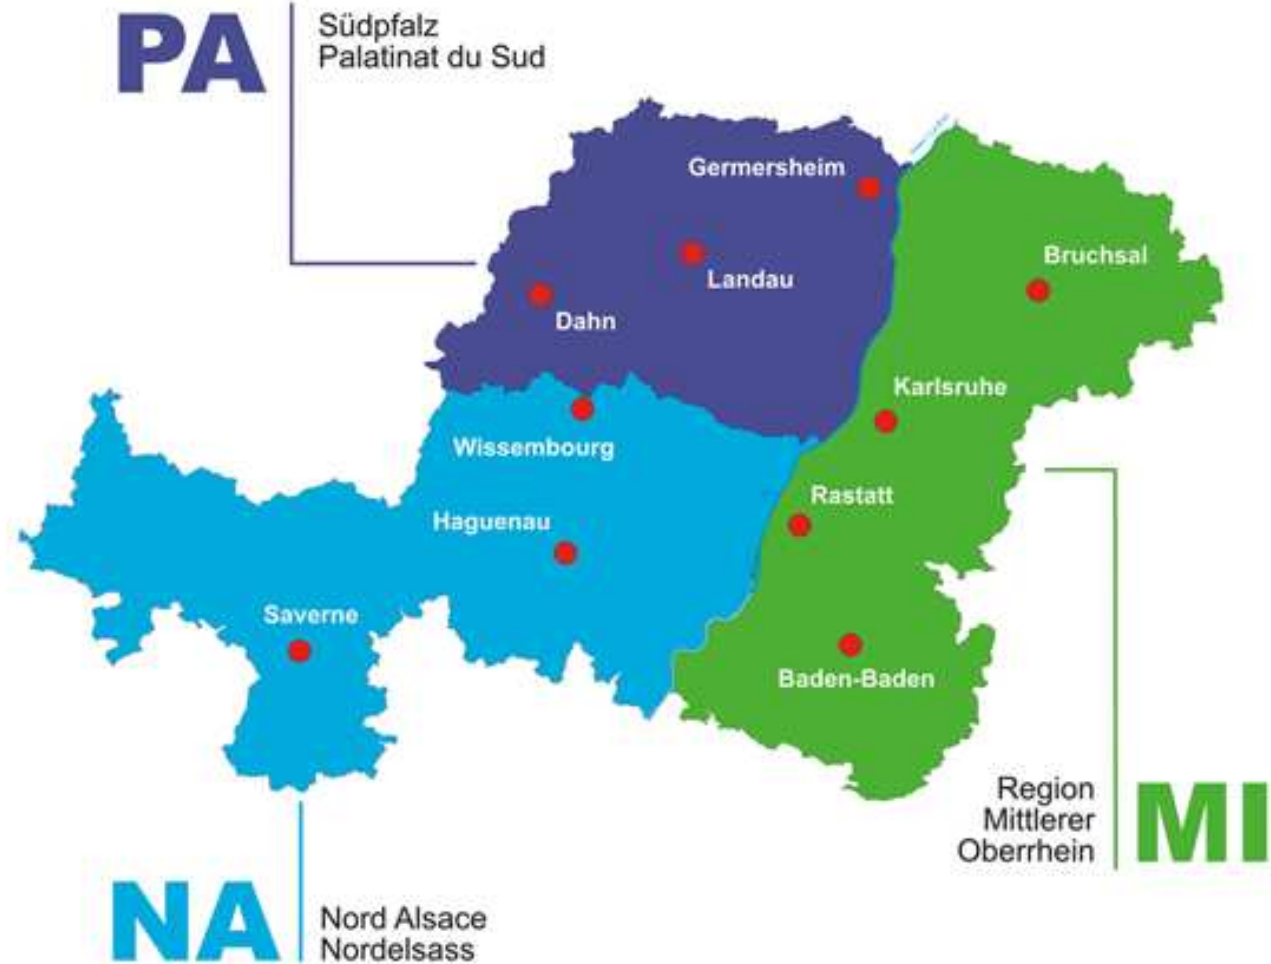 PA
Südpfalz
Palatinat du Sud
Germersheim
Bruchsal
Landau
Dahn
Karlsruhe
Wissembourg
Rastatt
Haguenau
Saverne
Baden-Baden
Region
Mittlerer
Oberrhein
MI
NA
Nord Alsace
Nordelsass